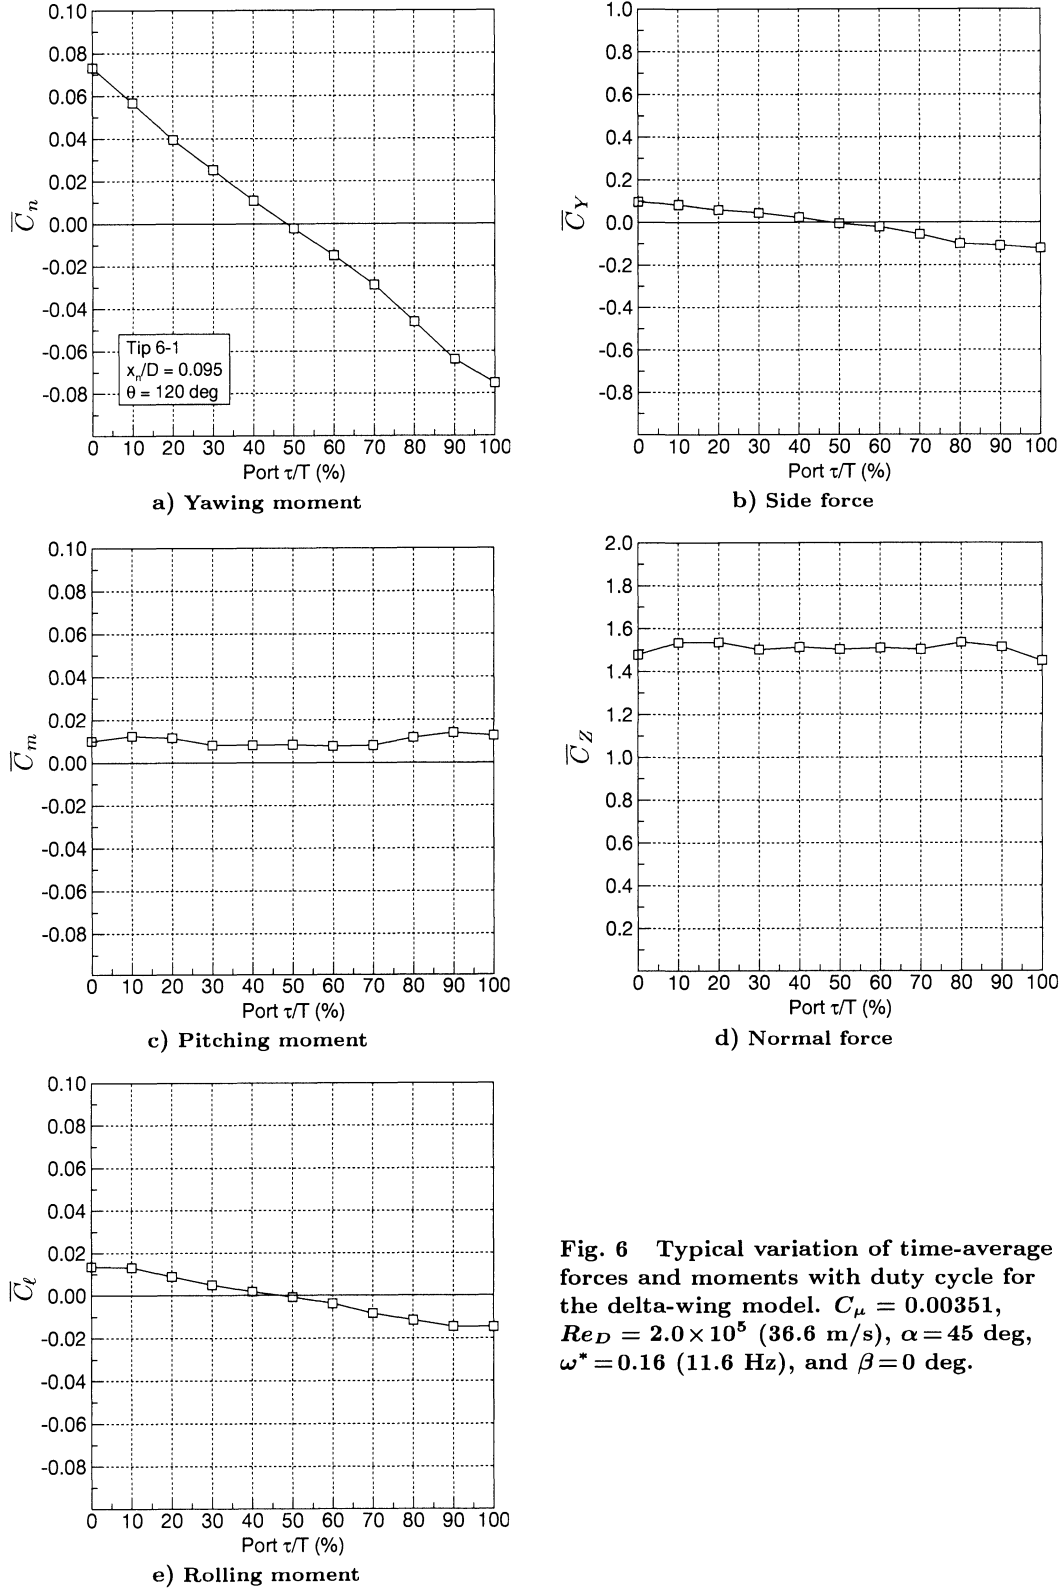 0.10
0.08
0.06
0.04
0.02
0.00
-0.02
-0.04
-0.06
-0.08
C̅n
Tip 6-1
xn/D = 0.095
θ = 120 deg
0 10 20 30 40 50 60 70 80 90 100
Port τ/T (%)
a) Yawing moment
1.0
0.8
0.6
0.4
0.2
0.0
-0.2
-0.4
-0.6
-0.8
C̅Y
0 10 20 30 40 50 60 70 80 90 100
Port τ/T (%)
b) Side force
0.10
0.08
0.06
0.04
0.02
0.00
-0.02
-0.04
-0.06
-0.08
C̅m
0 10 20 30 40 50 60 70 80 90 100
Port τ/T (%)
c) Pitching moment
2.0
1.8
1.6
1.4
1.2
1.0
0.8
0.6
0.4
0.2
C̅Z
0 10 20 30 40 50 60 70 80 90 100
Port τ/T (%)
d) Normal force
0.10
0.08
0.06
0.04
0.02
0.00
-0.02
-0.04
-0.06
-0.08
C̅ℓ
0 10 20 30 40 50 60 70 80 90 100
Port τ/T (%)
e) Rolling moment
Fig. 6 Typical variation of time-average
forces and moments with duty cycle for
the delta-wing model. Cμ = 0.00351,
ReD = 2.0×10⁵ (36.6 m/s), α=45 deg,
ω*=0.16 (11.6 Hz), and β=0 deg.